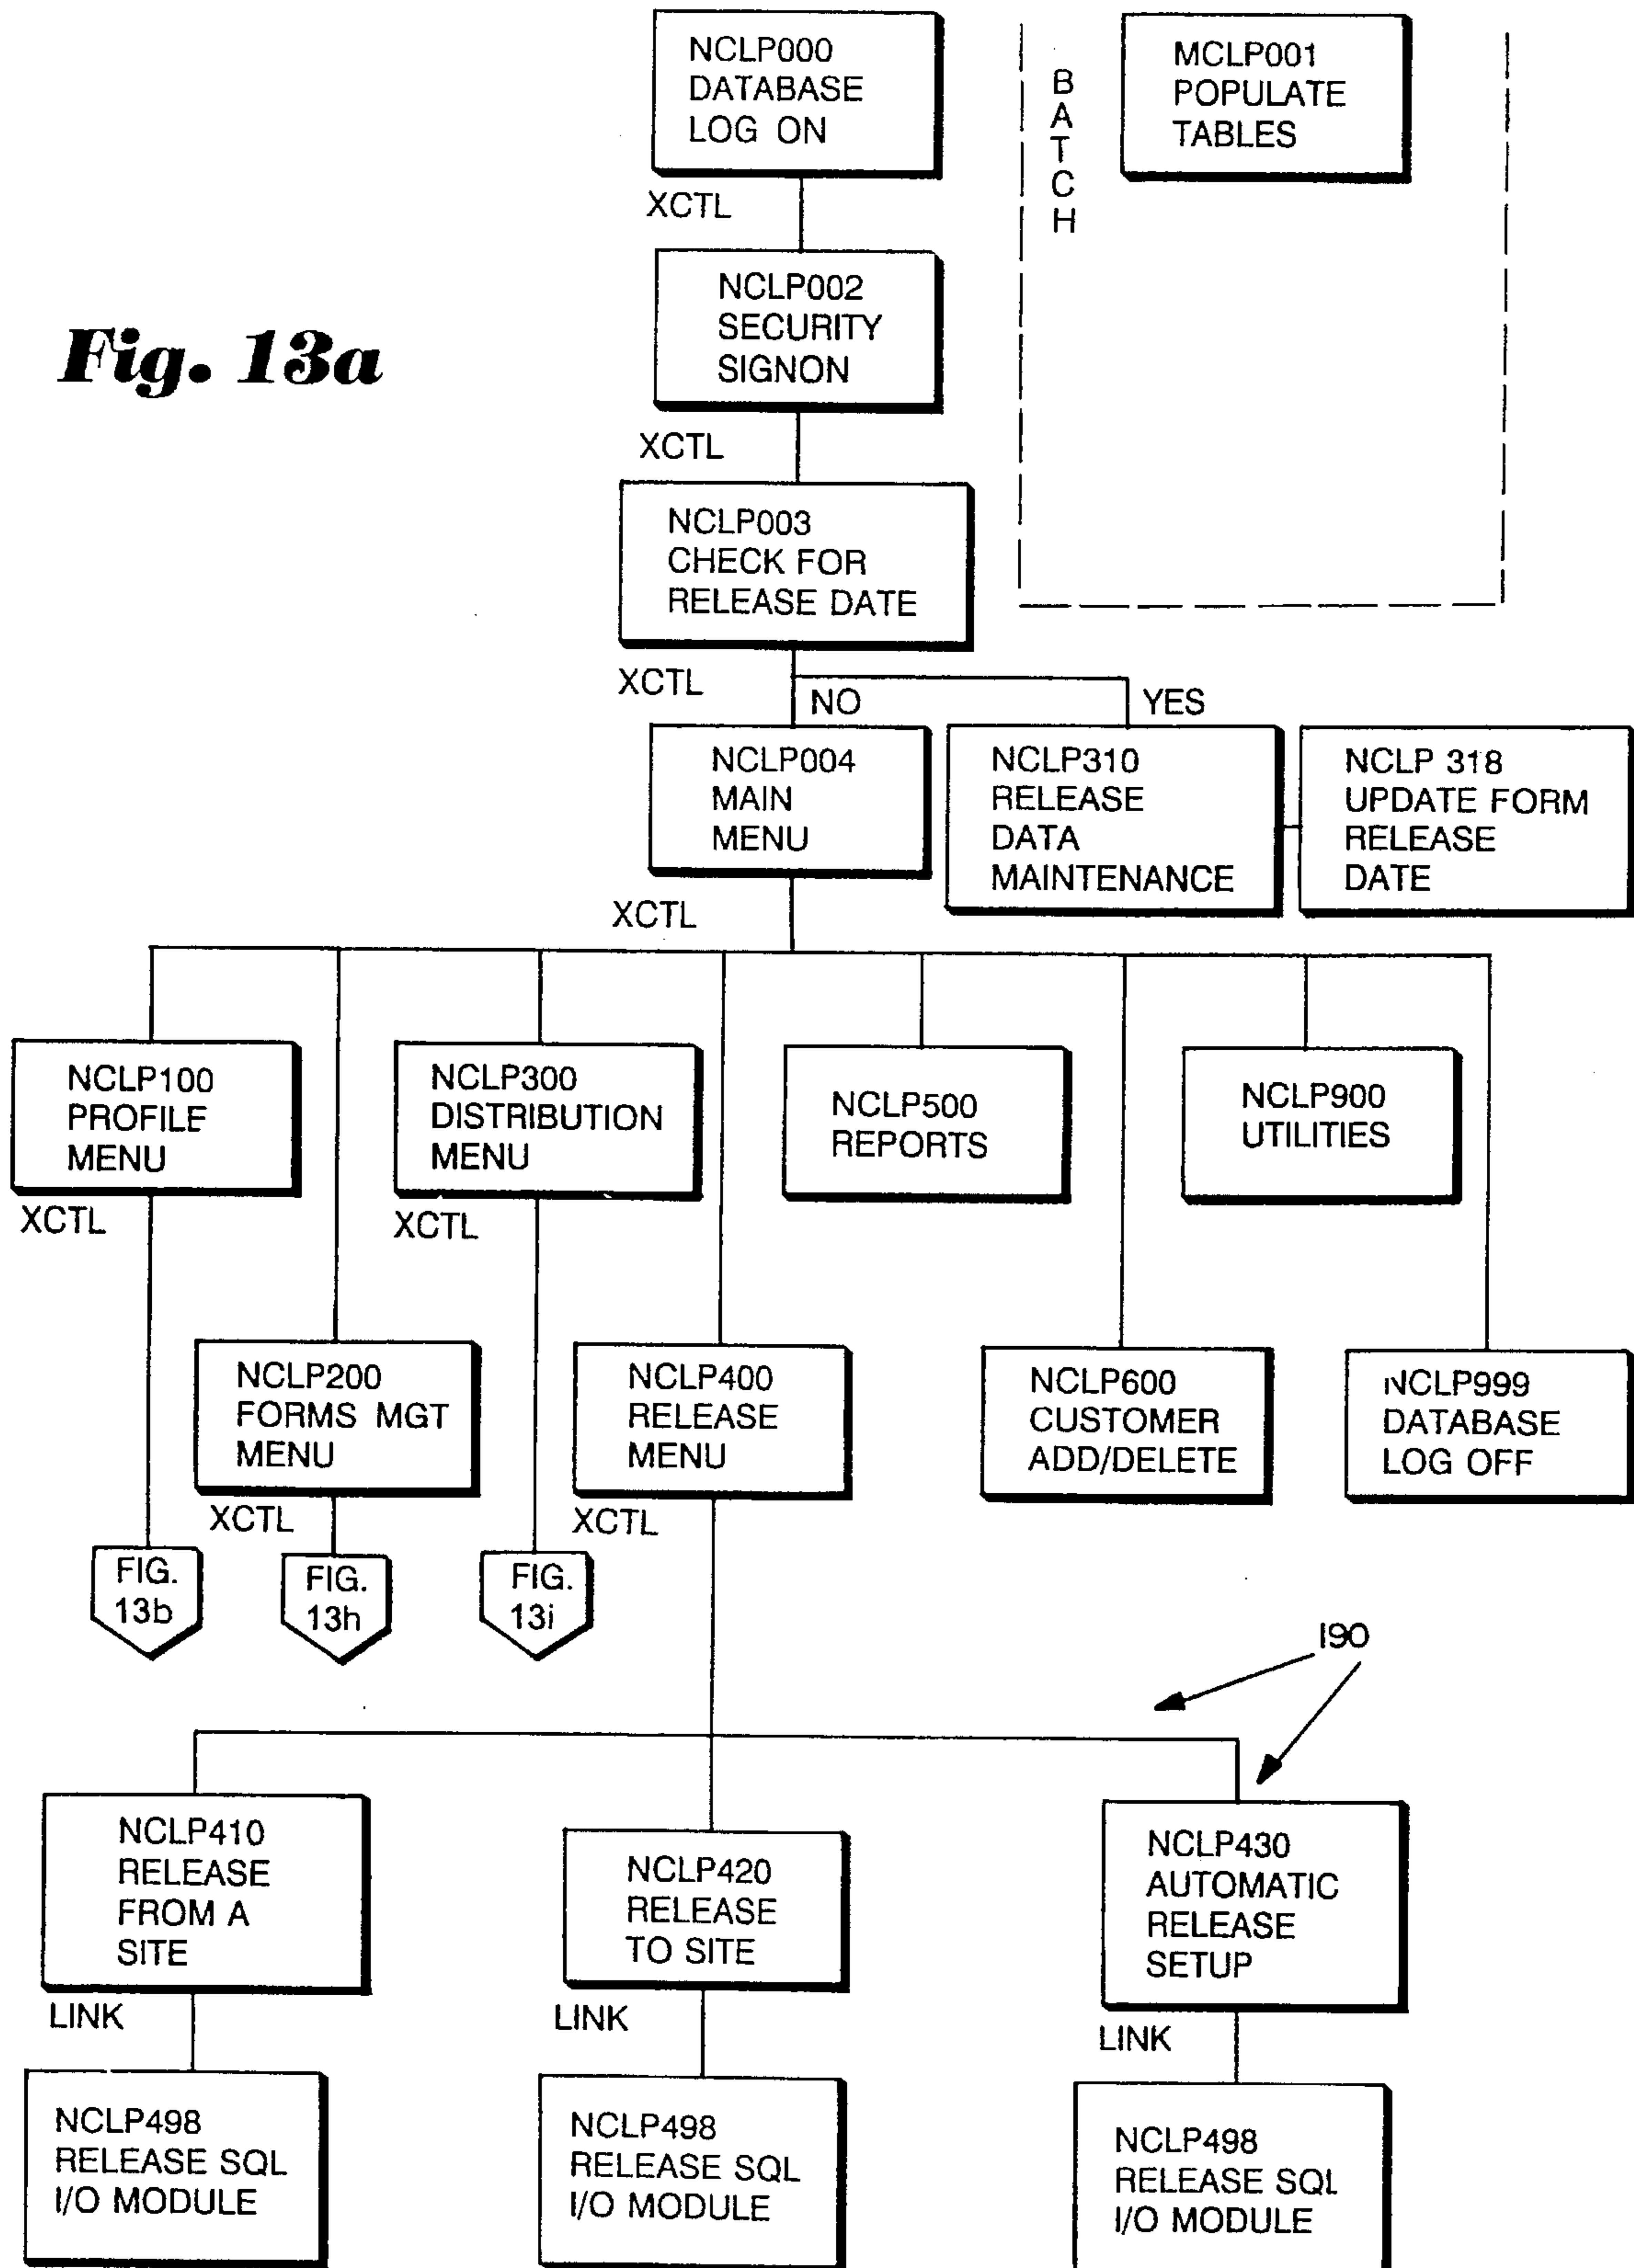 NCLP000
DATABASE
LOG ON
BATCH
MCLP001
POPULATE
TABLES
XCTL
NCLP002
SECURITY
SIGNON
Fig. 13a
XCTL
NCLP003
CHECK FOR
RELEASE DATE
XCTL
NO
YES
NCLP004
MAIN
MENU
NCLP310
RELEASE
DATA
MAINTENANCE
NCLP 318
UPDATE FORM
RELEASE
DATE
XCTL
NCLP100
PROFILE
MENU
NCLP300
DISTRIBUTION
MENU
NCLP500
REPORTS
NCLP900
UTILITIES
XCTL
XCTL
NCLP200
FORMS MGT
MENU
NCLP400
RELEASE
MENU
NCLP600
CUSTOMER
ADD/DELETE
NCLP999
DATABASE
LOG OFF
XCTL
XCTL
FIG.
13b
FIG.
13h
FIG.
13i
190
NCLP410
RELEASE
FROM A
SITE
NCLP420
RELEASE
TO SITE
NCLP430
AUTOMATIC
RELEASE
SETUP
LINK
LINK
LINK
NCLP498
RELEASE SQL
I/O MODULE
NCLP498
RELEASE SQL
I/O MODULE
NCLP498
RELEASE SQL
I/O MODULE